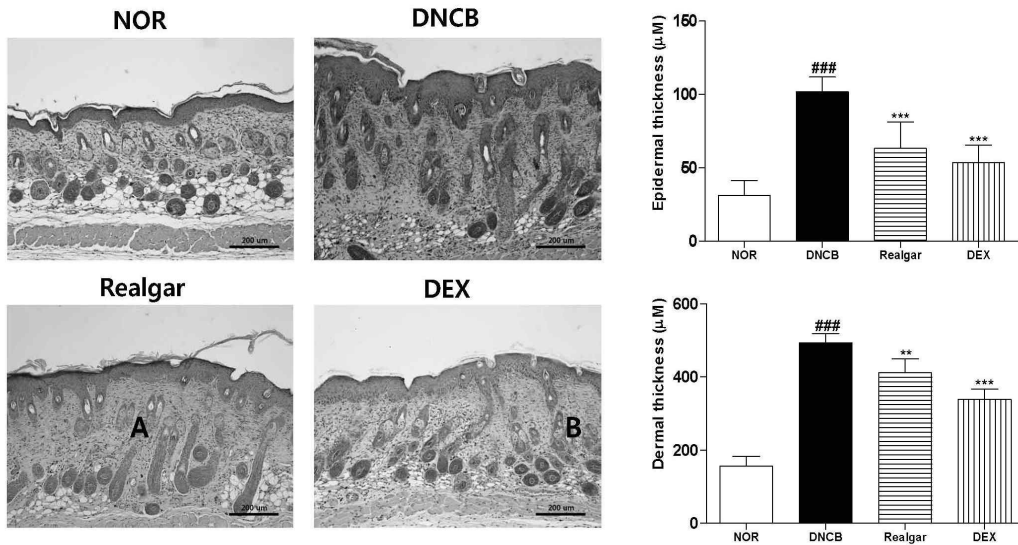 NOR
DNCB
200 um
200 um
Realgar
DEX
A
B
200 um
200 um
150
100
50
0
Epidermal thickness (μM)
###
***
***
NOR
DNCB
Realgar
DEX
600
400
200
0
Dermal thickness (μM)
###
**
***
NOR
DNCB
Realgar
DEX